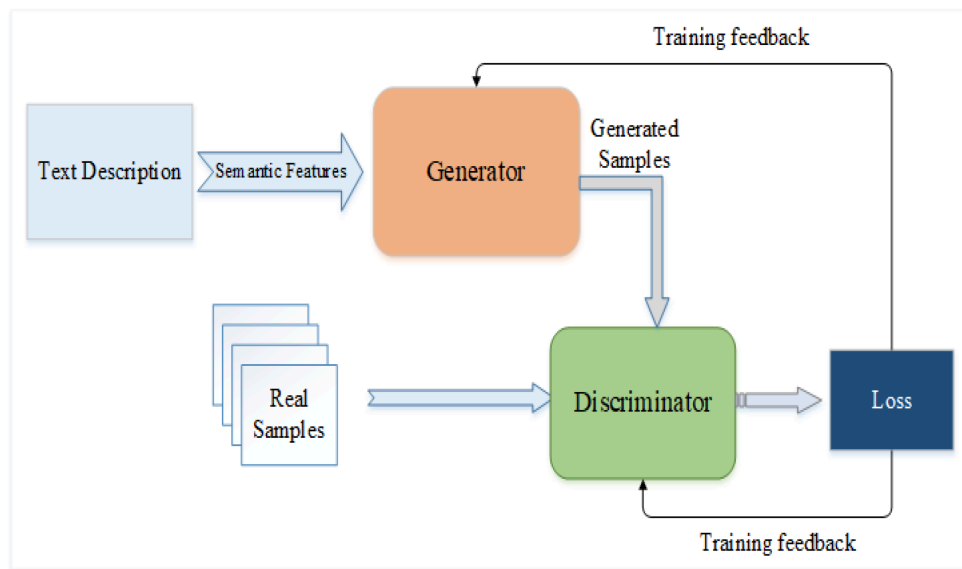 Training feedback
Text Description
Semantic Features
Generator
Generated
Samples
Real
Samples
Discriminator
Loss
Training feedback